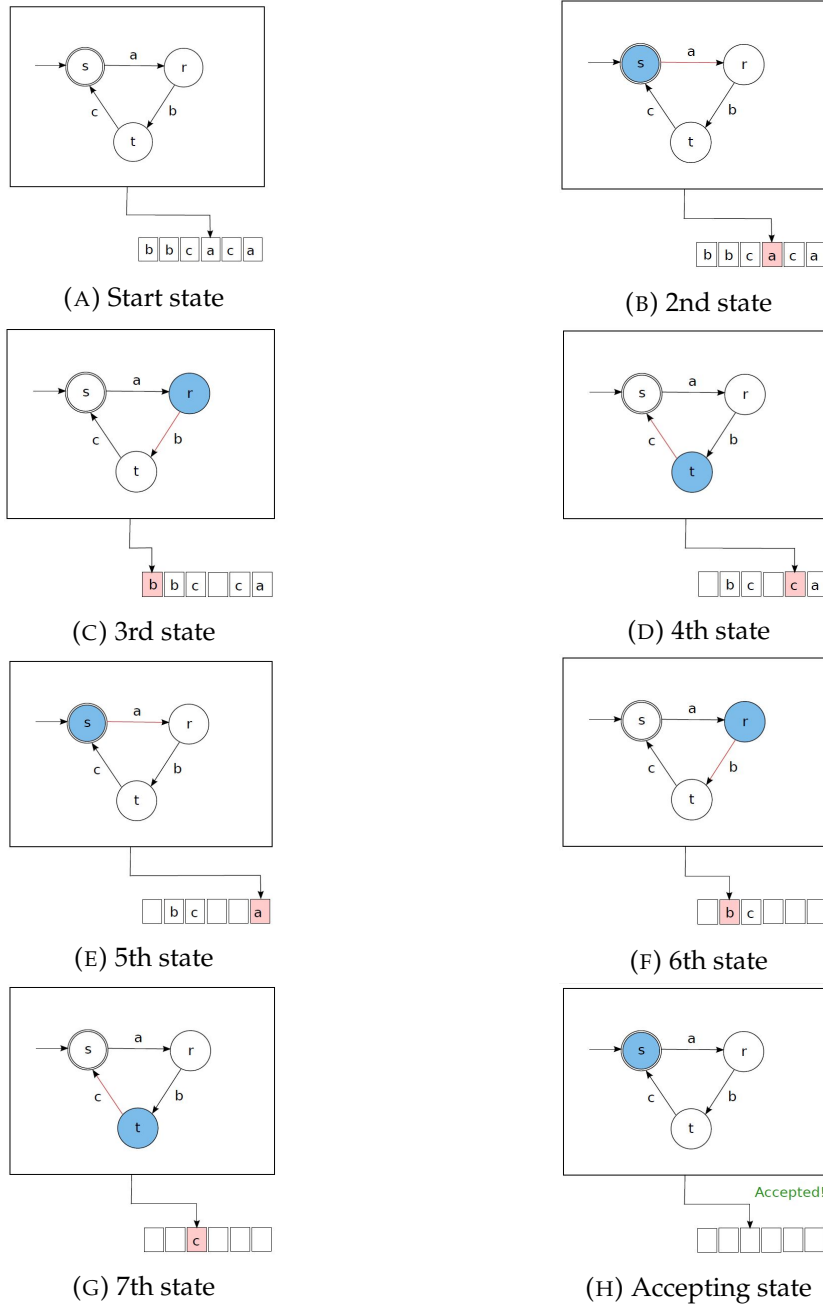 a
s r
c b
t
b b c a c a
(A) Start state
a
s r
c b
t
b b c a c a
(B) 2nd state
a
s r
c b
t
b b c c a
(C) 3rd state
a
s r
c b
t
b c c a
(D) 4th state
a
s r
c b
t
b c a
(E) 5th state
a
s r
c b
t
b c
(F) 6th state
a
s r
c b
t
c
(G) 7th state
a
s r
c b
t
Accepted!
(H) Accepting state